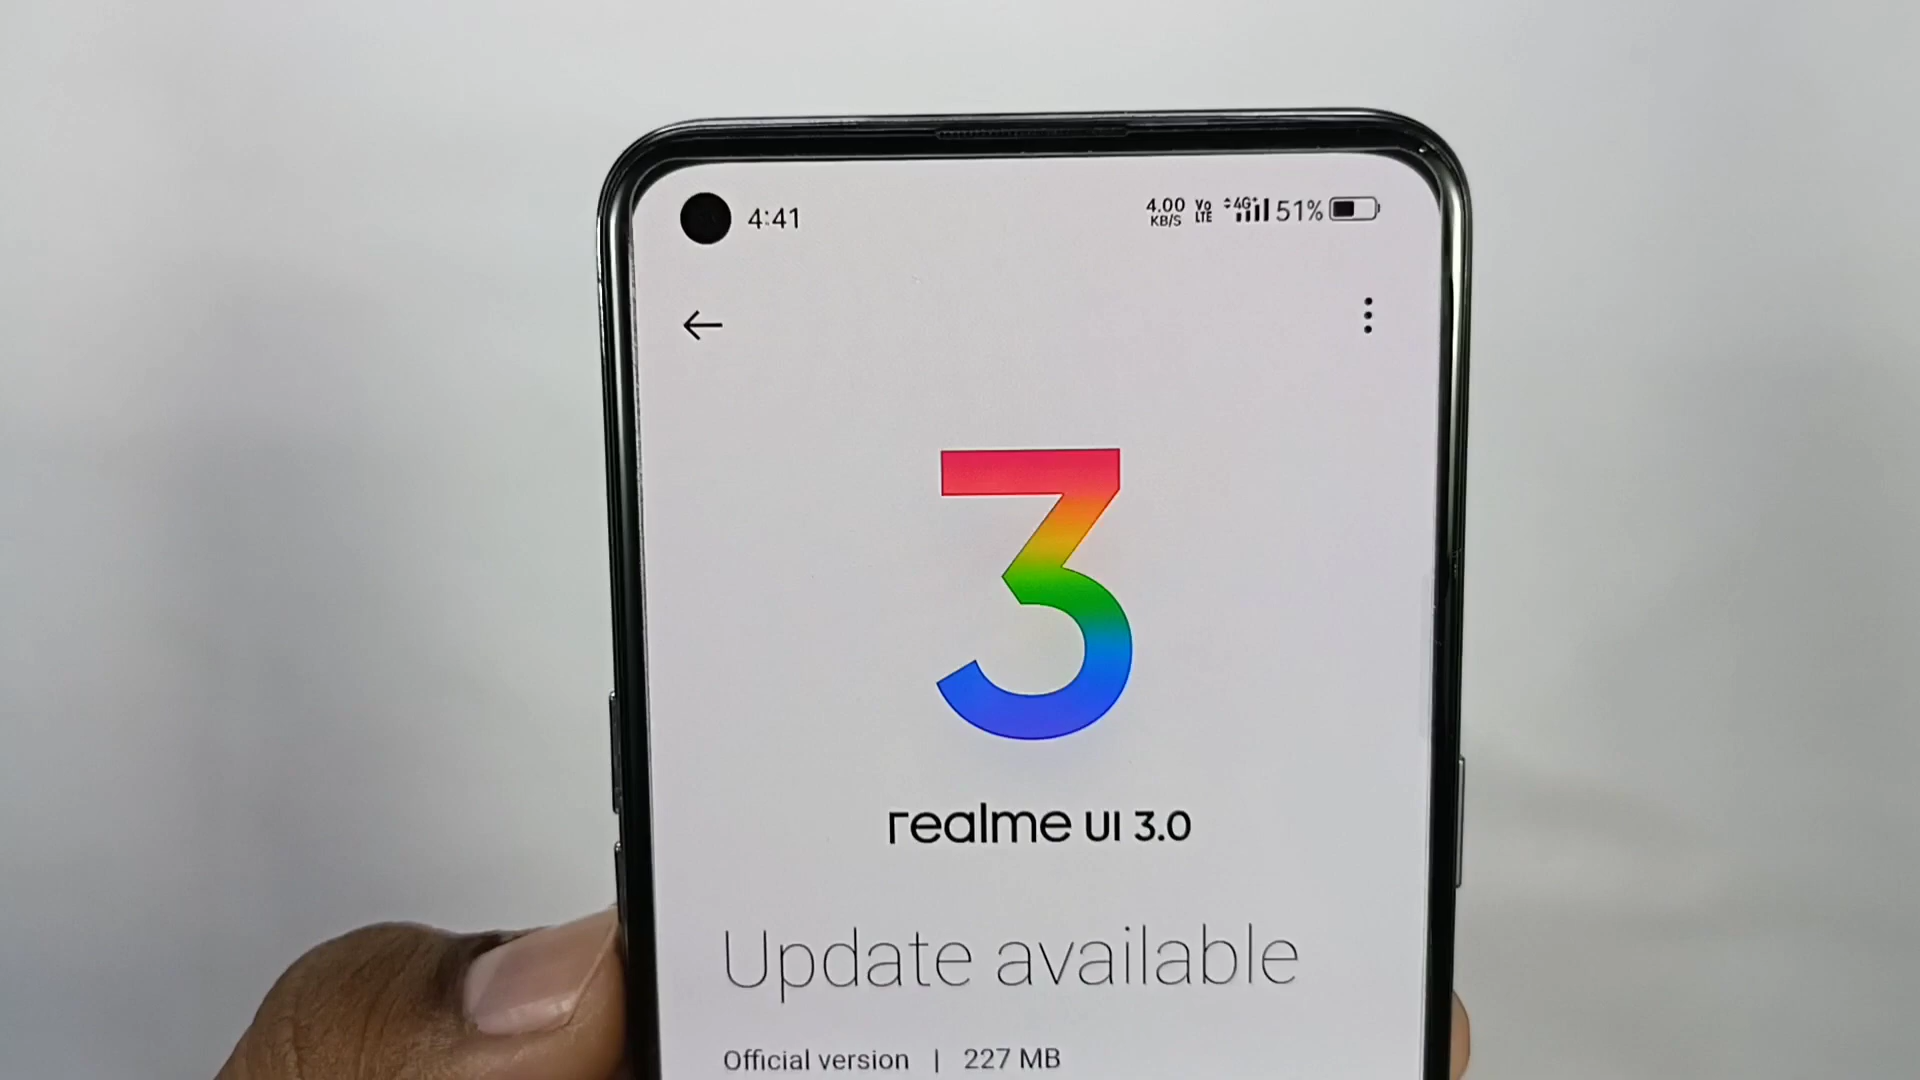 4:41
4.00 KB/S Vo LTE 4G+ 51%
3
realme UI 3.0
Update available
Official version | 227 MB